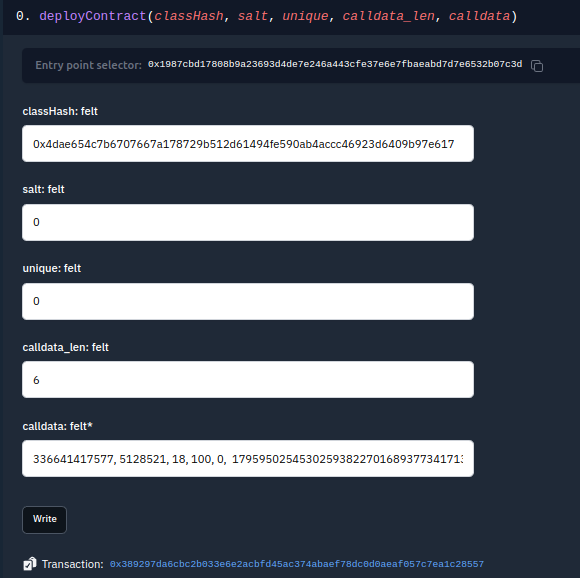 0. deployContract(classHash, salt, unique, calldata_len, calldata)
Entry point selector: 0x1987cbd17808b9a23693d4de7e246a443cfe37e6e7fbaeabd7d7e6532b07c3d
classHash: felt
0x4dae654c7b6707667a178729b512d61494fe590ab4accc46923d6409b97e617
salt: felt
0
unique: felt
0
calldata_len: felt
6
calldata: felt*
336641417577, 5128521, 18, 100, 0, 17959502545302593822701689377341713
Write
Transaction: 0x389297da6cbc2b033e6e2acbfd45ac374abaef78dc0d0aeaf057c7ea1c28557